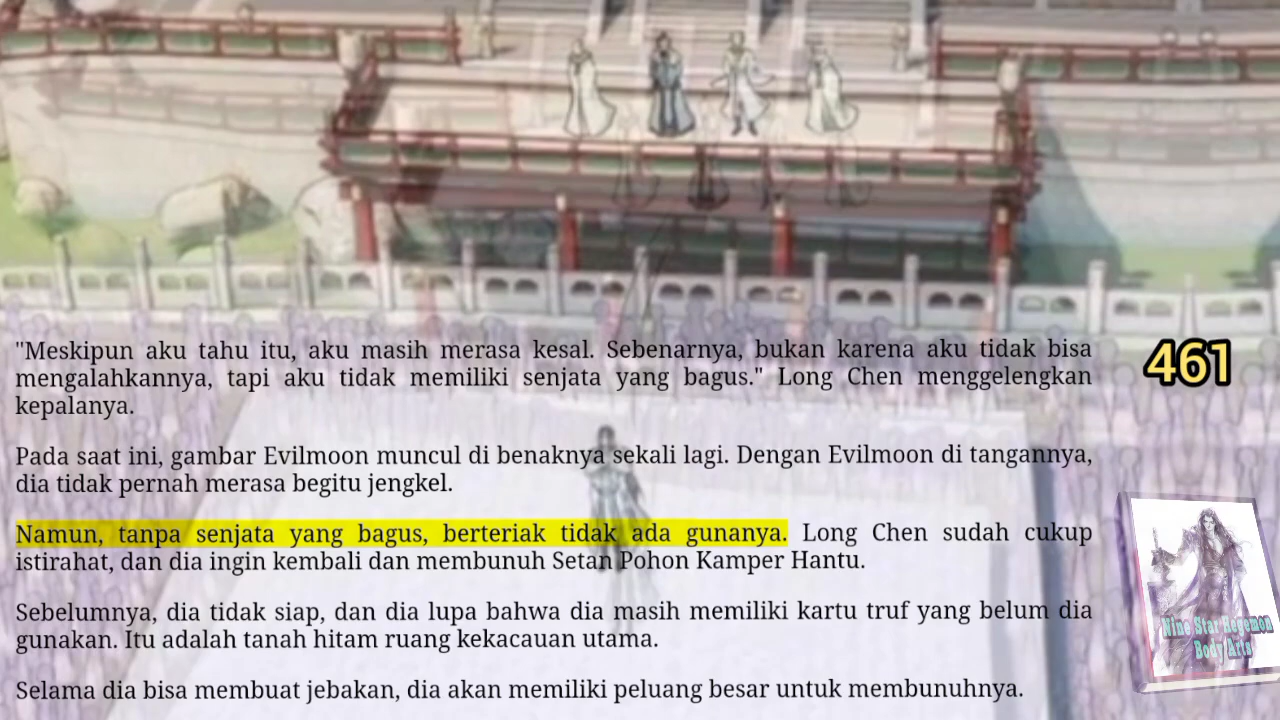 "Meskipun aku tahu itu, aku masih merasa kesal. Sebenarnya, bukan karena aku tidak bisa
mengalahkannya, tapi aku tidak memiliki senjata yang bagus." Long Chen menggelengkan
kepalanya.
Pada saat ini, gambar Evilmoon muncul di benaknya sekali lagi. Dengan Evilmoon di tangannya,
dia tidak pernah merasa begitu jengkel.
Namun, tanpa senjata yang bagus, berteriak tidak ada gunanya. Long Chen sudah cukup
istirahat, dan dia ingin kembali dan membunuh Setan Pohon Kamper Hantu.
Sebelumnya, dia tidak siap, dan dia lupa bahwa dia masih memiliki kartu truf yang belum dia
gunakan. Itu adalah tanah hitam ruang kekacauan utama.
Selama dia bisa membuat jebakan, dia akan memiliki peluang besar untuk membunuhnya.
461
Nine Star Hegemon
Body Arts